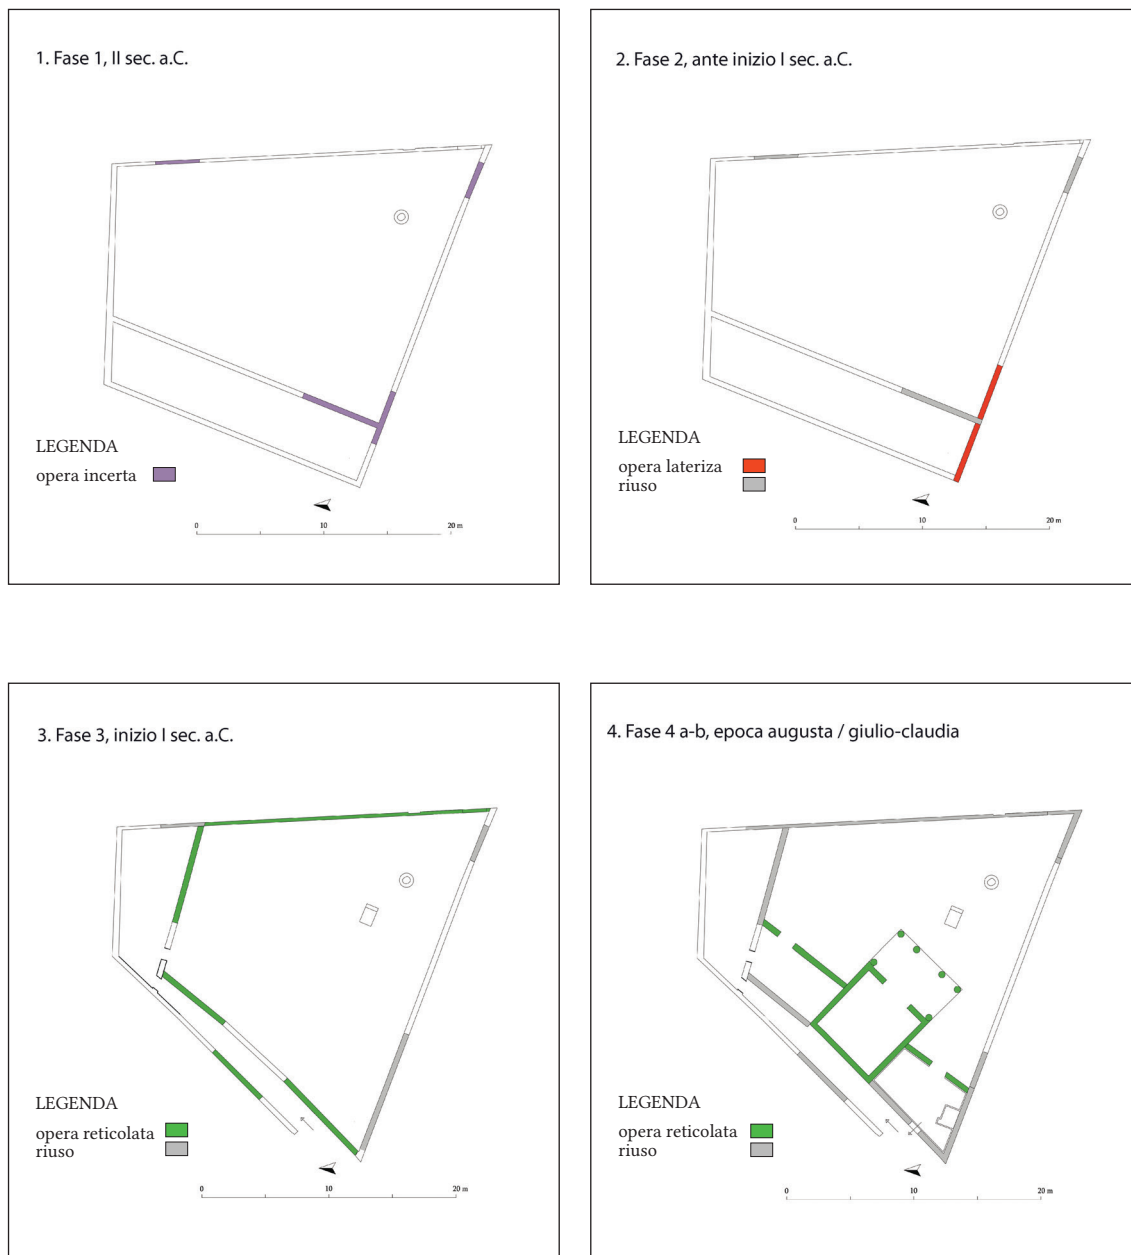 1. Fase 1, II sec. a.C.
LEGENDA
opera incerta
0 10 20 m
2. Fase 2, ante inizio I sec. a.C.
LEGENDA
opera lateriza
riuso
0 10 20 m
3. Fase 3, inizio I sec. a.C.
LEGENDA
opera reticolata
riuso
0 10 20 m
4. Fase 4 a-b, epoca augusta / giulio-claudia
LEGENDA
opera reticolata
riuso
0 10 20 m